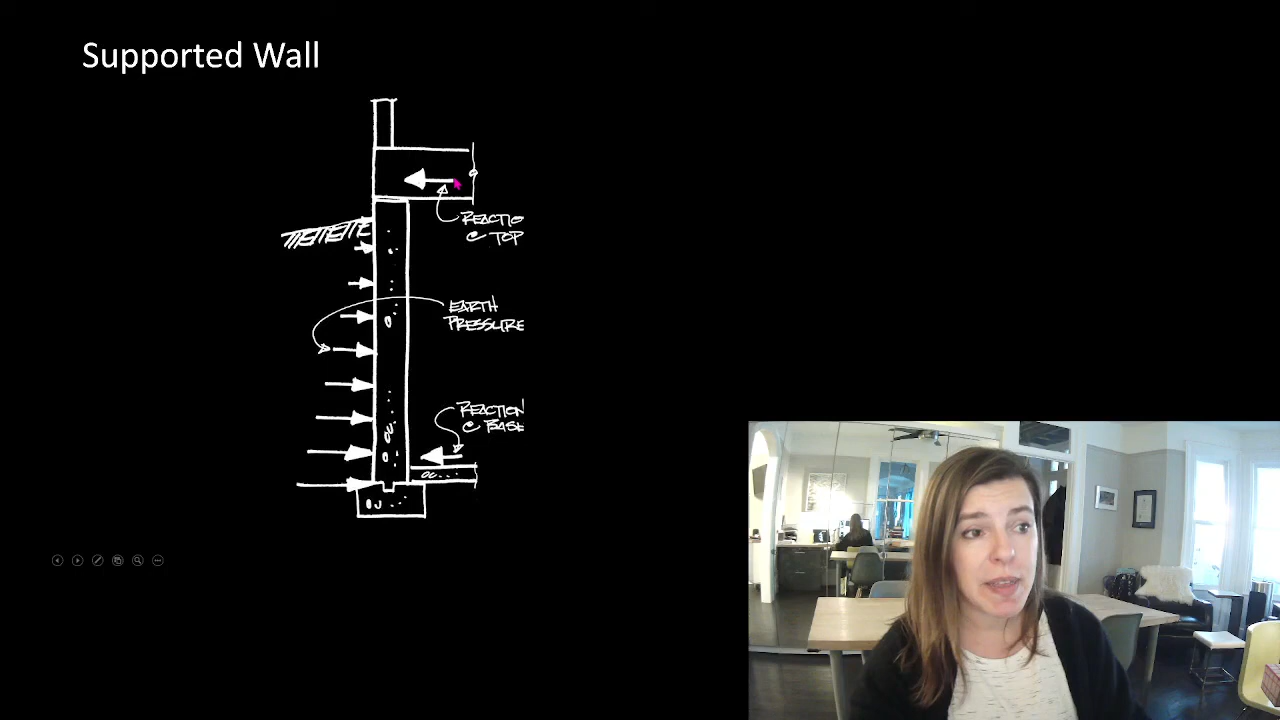 Supported Wall
REACTIO
@ TOP
EARTH
PRESSURE
REACTION
@ BASE